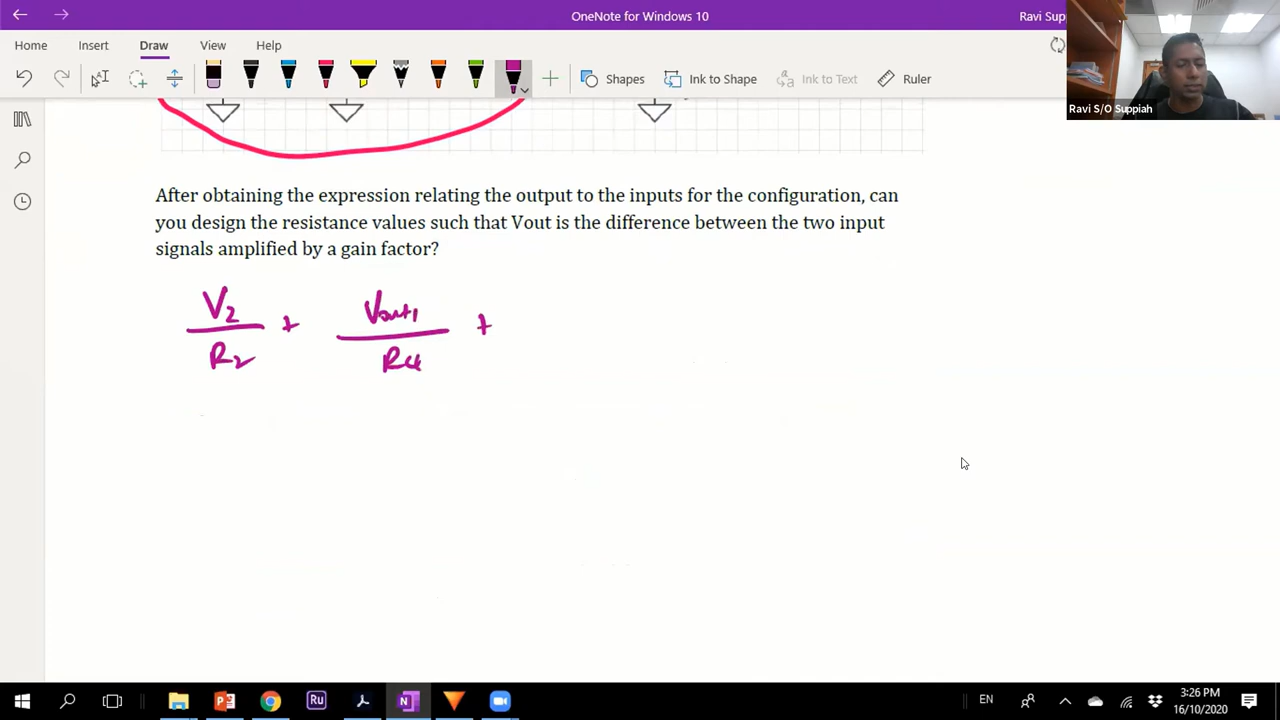 OneNote for Windows 10
Ravi Supp
Home Insert Draw View Help
Shapes Ink to Shape Ink to Text Ruler
Ravi S/O Suppiah
After obtaining the expression relating the output to the inputs for the configuration, can
you design the resistance values such that Vout is the difference between the two input
signals amplified by a gain factor?
V2 / R2 + Vout1 / R4 +
EN
3:26 PM
16/10/2020